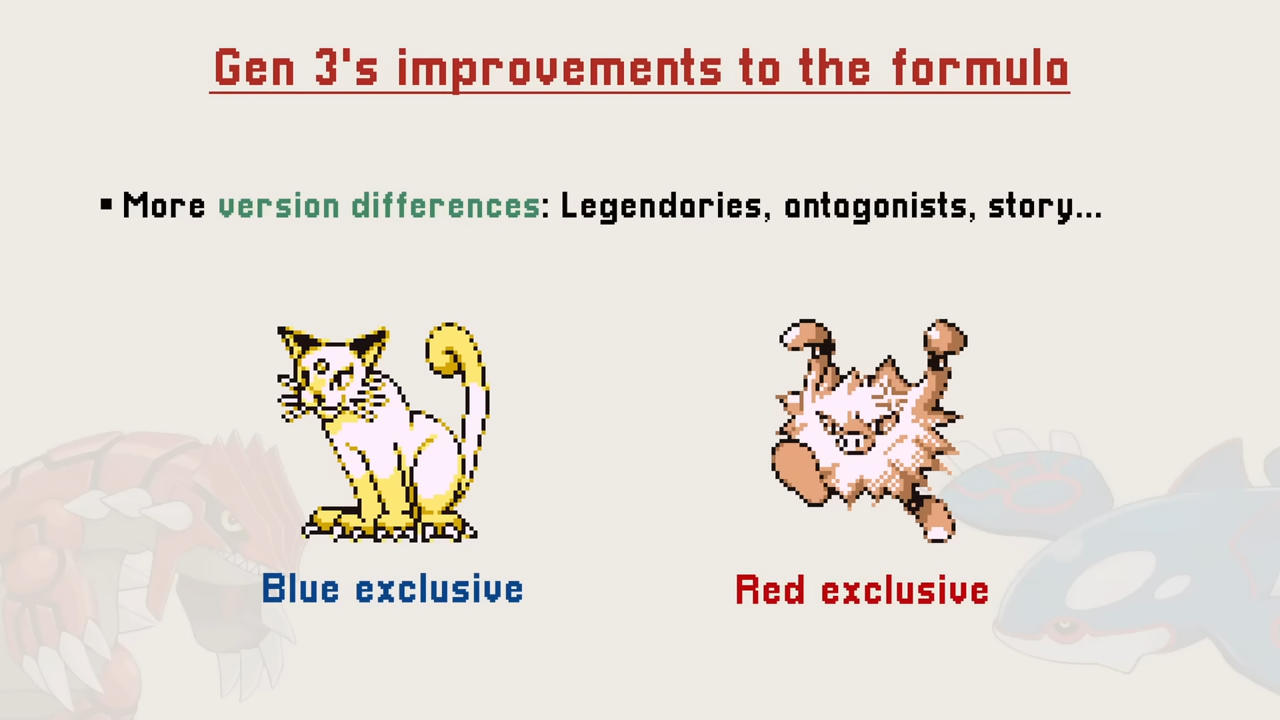 Gen 3's improvements to the formula
▪ More version differences: Legendaries, antagonists, story...
Blue exclusive
Red exclusive